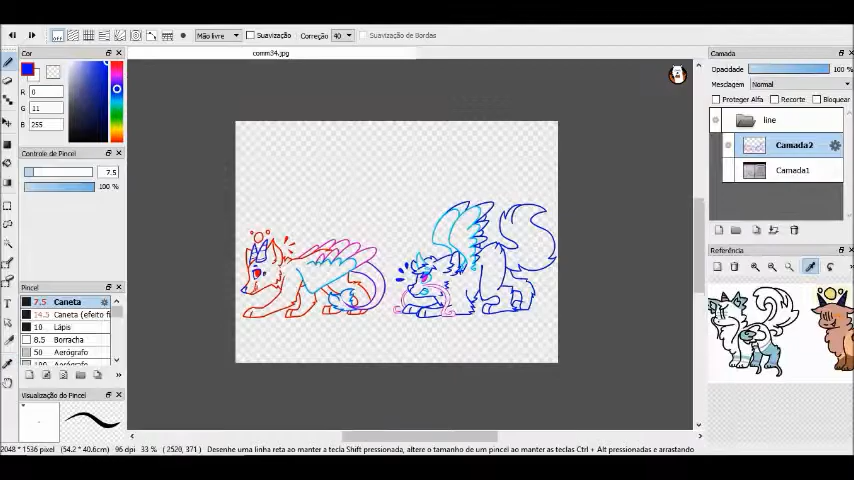 off
Mão livre
Suavização
Correção
40
Suavização de Bordas
Cor
comm34.jpg
Camada
Opacidade
100 %
Mesclagem
Normal
Proteger Alfa
Recorte
Bloquear
R
0
G
11
B
255
line
Camada2
Camada1
Controle de Pincel
7.5
100 %
Referência
Pincel
7.5 Caneta
14.5 Caneta (efeito fi
10 Lápis
8.5 Borracha
50 Aerógrafo
100 Aerógrafo
Visualização do Pincel
2048 * 1536 pixel (54.2 * 40.6cm) 96 dpi 33 % ( 2520, 371 ) Desenhe uma linha reta ao manter a tecla Shift pressionada, altere o tamanho de um pincel ao manter as teclas Ctrl + Alt pressionadas e arrastando